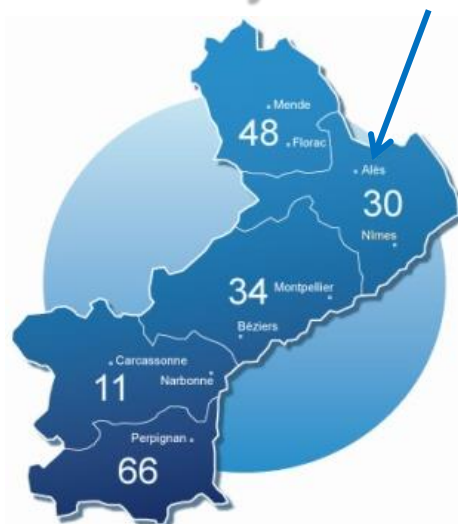 Mende
48
Florac
Alès
30
Nîmes
34
Montpellier
Béziers
Carcassonne
11
Narbonne
Perpignan
66